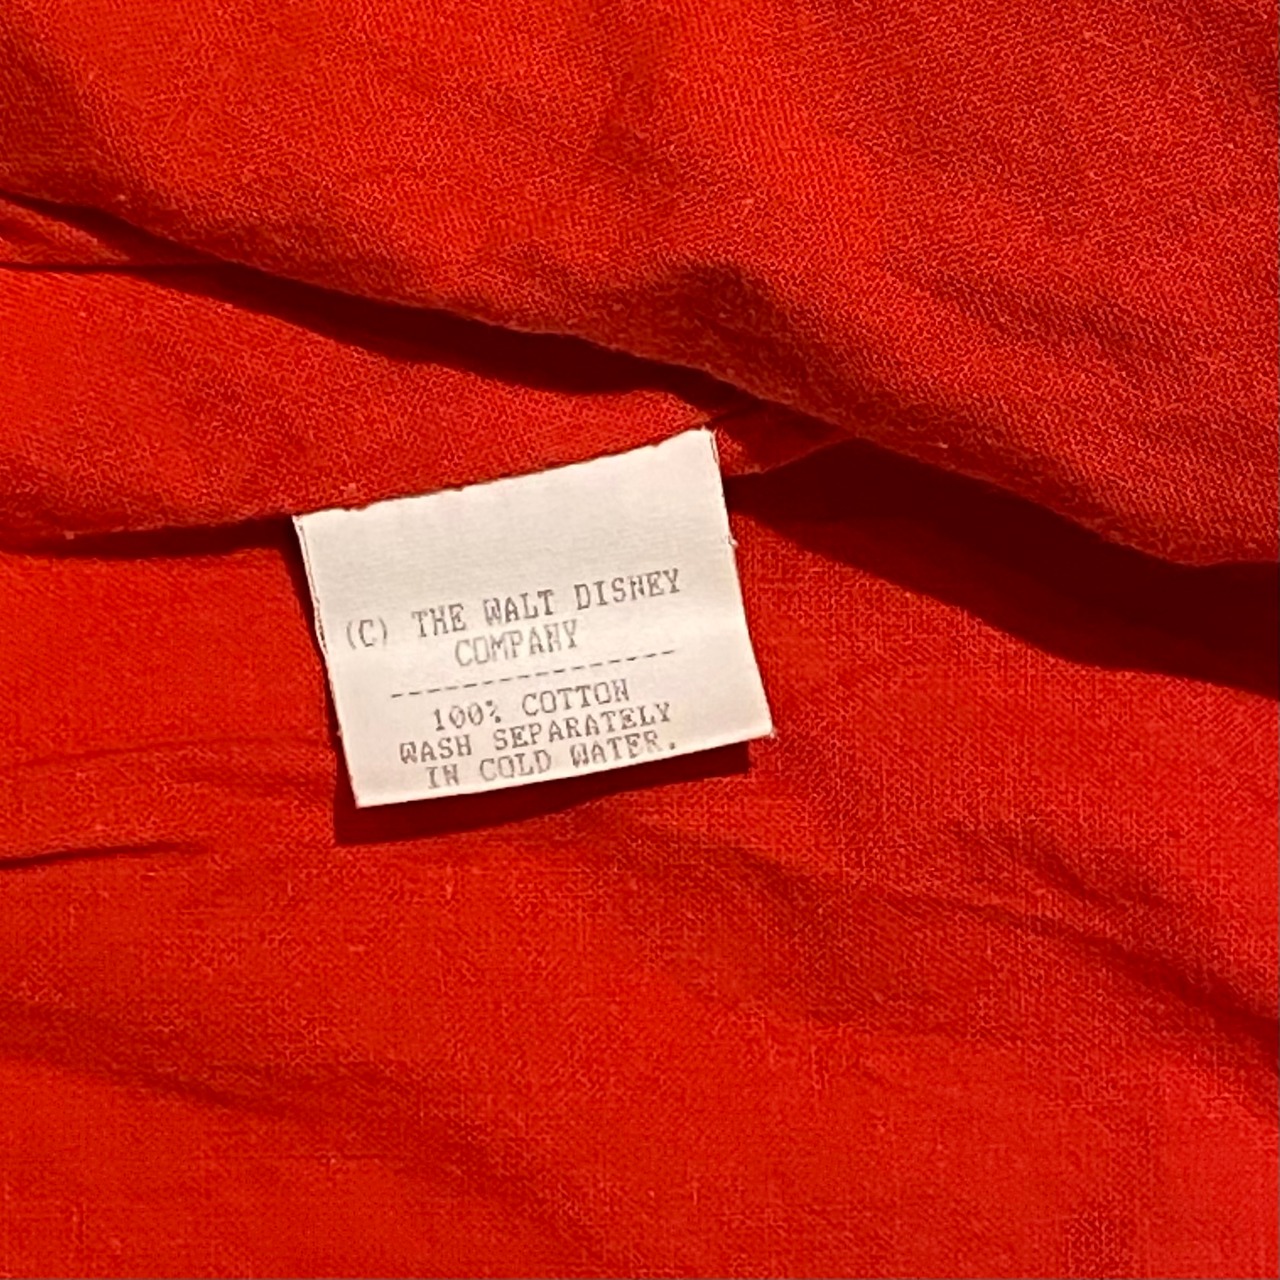 (C) THE WALT DISNEY
COMPANY
----------------
100% COTTON
WASH SEPARATELY
IN COLD WATER.